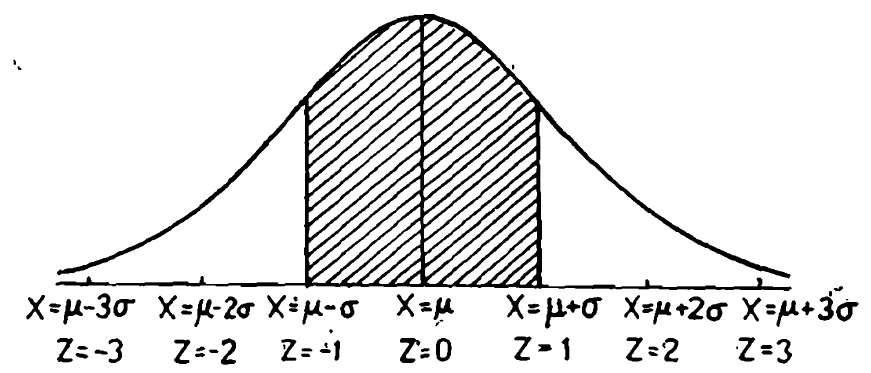 X=μ-3σ X=μ-2σ X=μ-σ X=μ X=μ+σ X=μ+2σ X=μ+3σ
Z=-3 Z=-2 Z=-1 Z=0 Z=1 Z=2 Z=3